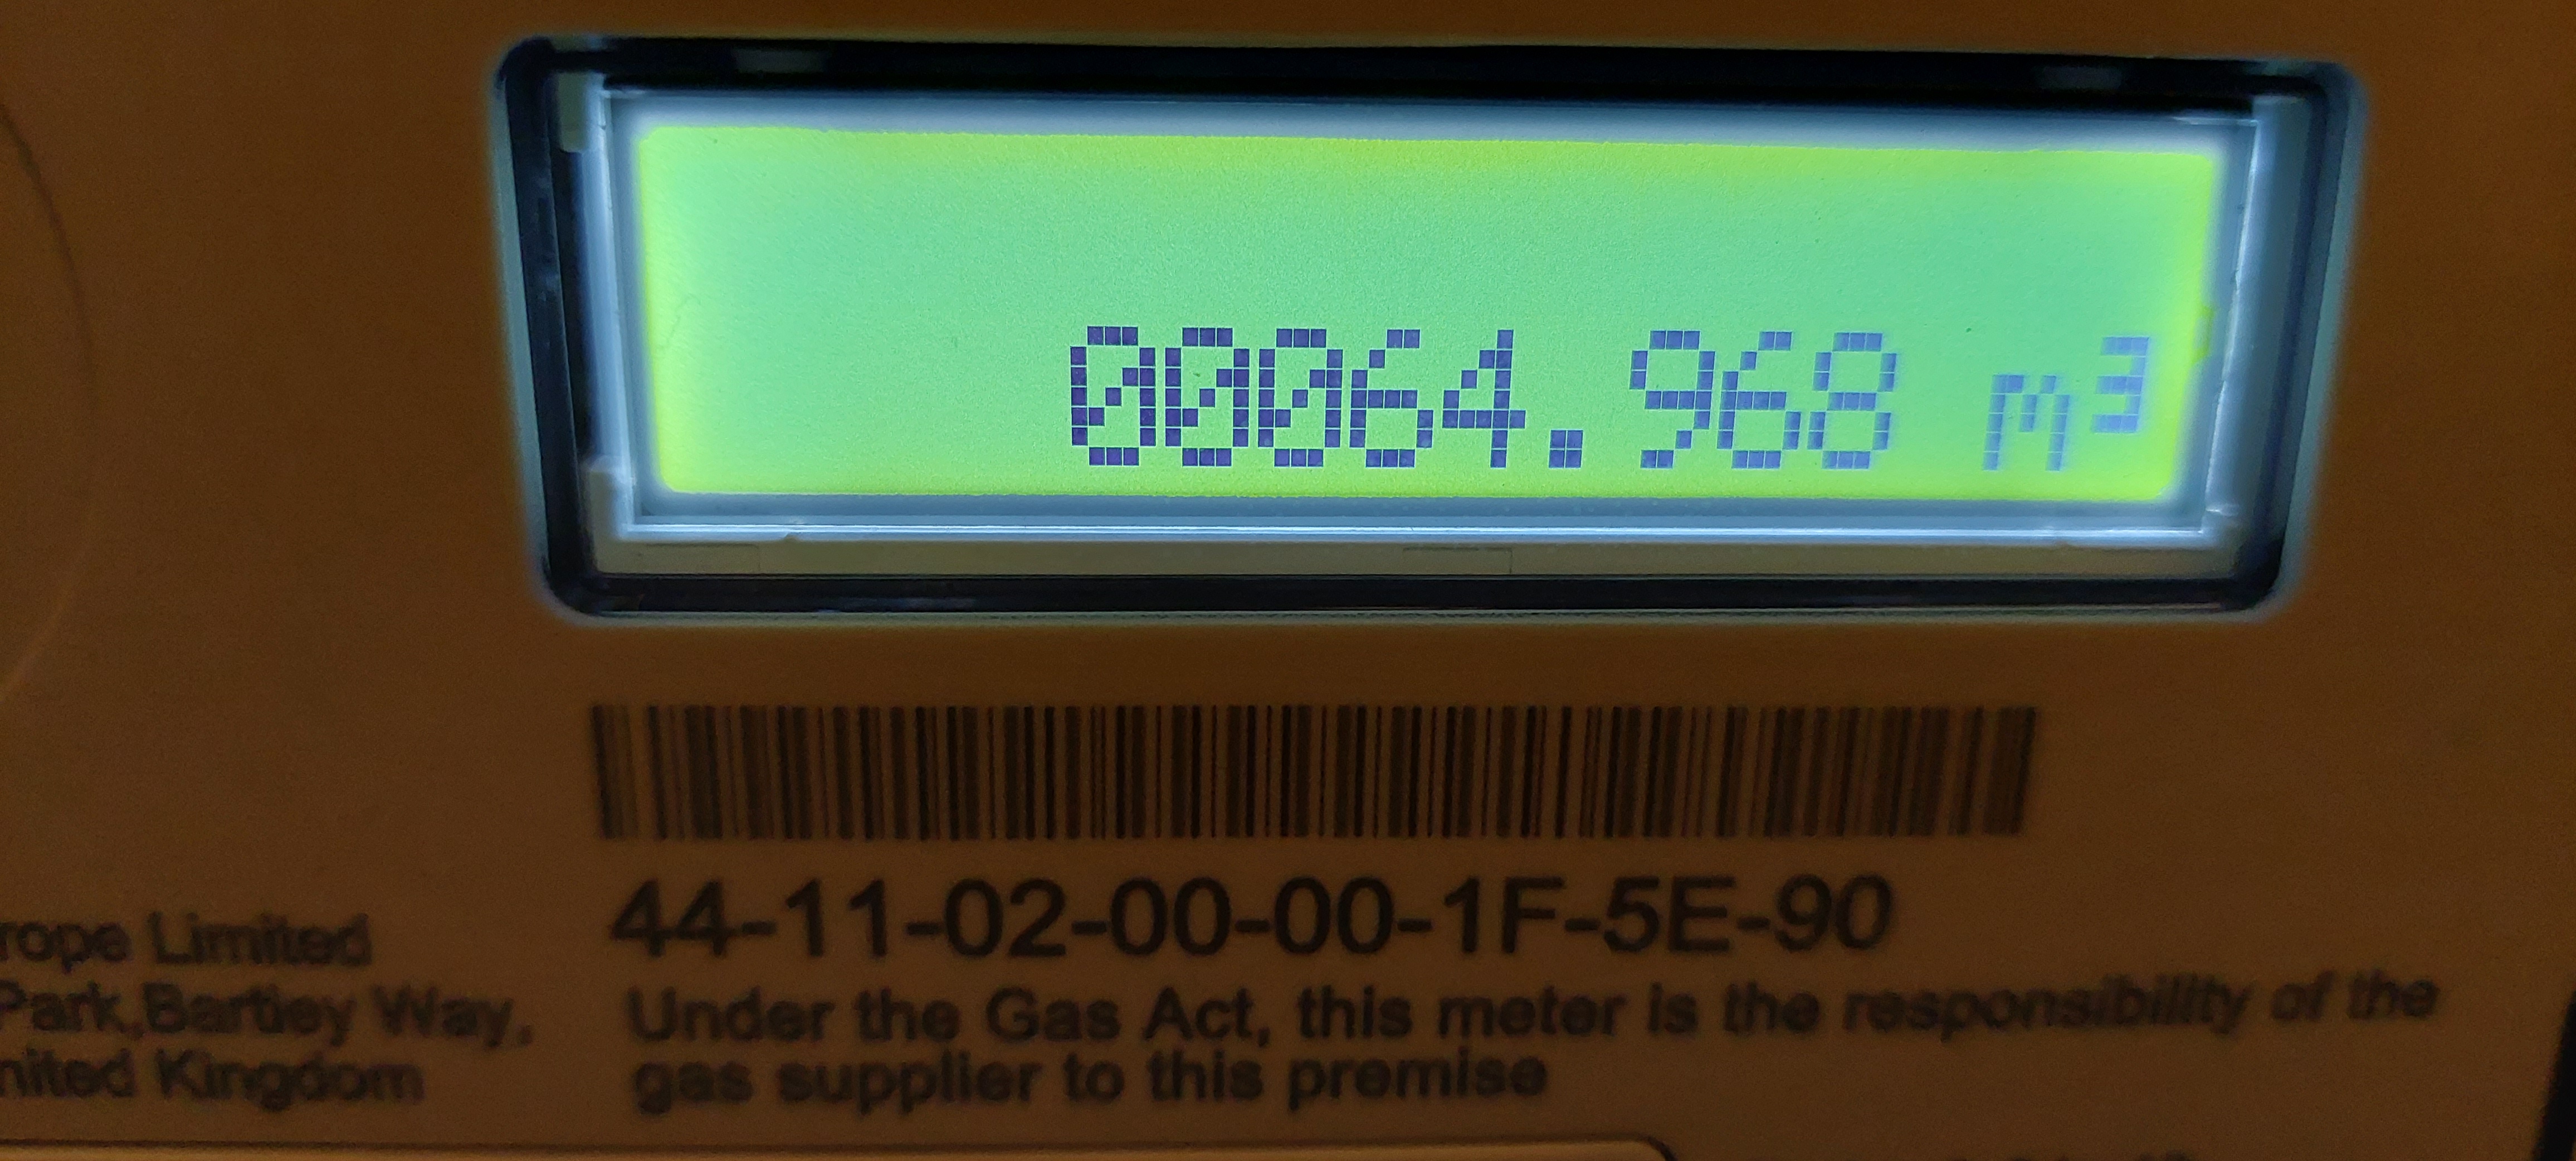 00064.968 m³
44-11-02-00-00-1F-5E-90
rope Limited
Park,Bartley Way,
nited Kingdom
Under the Gas Act, this meter is the responsibility of the
gas supplier to this premise